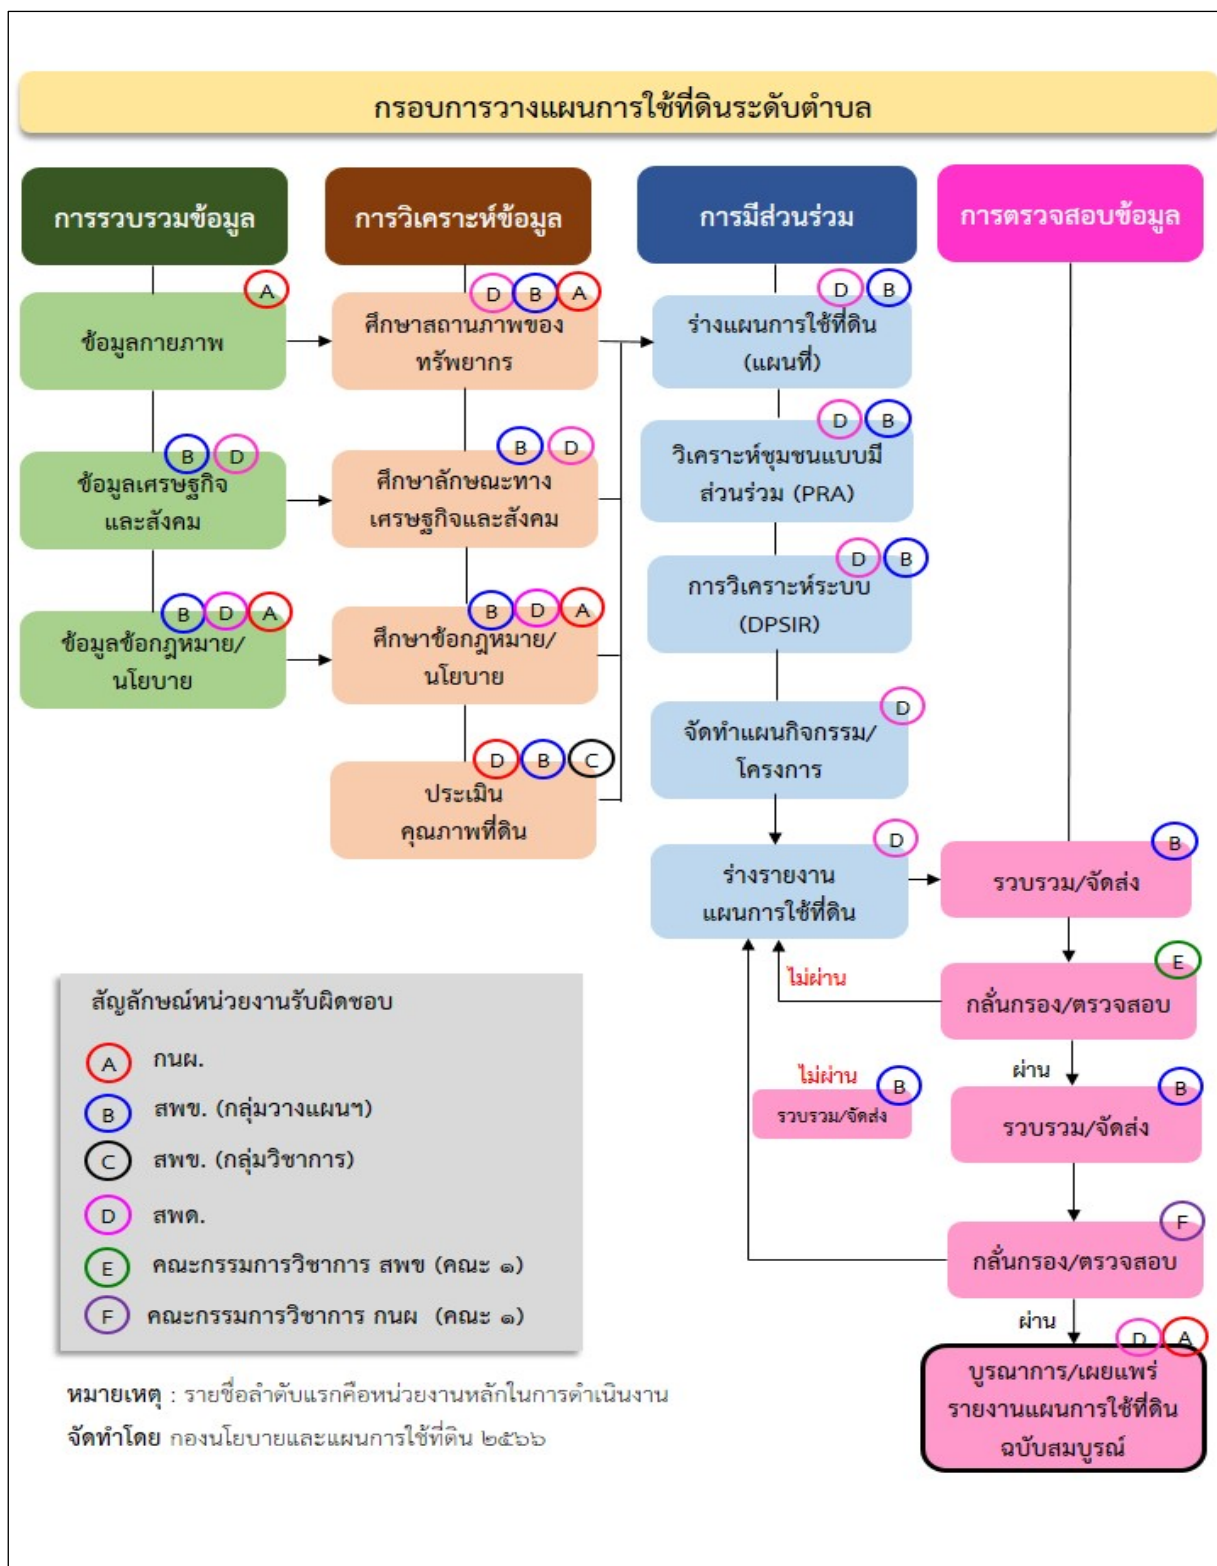 กรอบการวางแผนการใช้ที่ดินระดับตำบล
การรวบรวมข้อมูล
A
ข้อมูลกายภาพ
B D
ข้อมูลเศรษฐกิจ
และสังคม
B D A
ข้อมูลข้อกฎหมาย/
นโยบาย
การวิเคราะห์ข้อมูล
D B A
ศึกษาสถานภาพของ
ทรัพยากร
B D
ศึกษาลักษณะทาง
เศรษฐกิจและสังคม
B D A
ศึกษาข้อกฎหมาย/
นโยบาย
D B C
ประเมิน
คุณภาพที่ดิน
การมีส่วนร่วม
D B
ร่างแผนการใช้ที่ดิน
(แผนที่)
D B
วิเคราะห์ชุมชนแบบมี
ส่วนร่วม (PRA)
D B
การวิเคราะห์ระบบ
(DPSIR)
D
จัดทำแผนกิจกรรม/
โครงการ
D
ร่างรายงาน
แผนการใช้ที่ดิน
การตรวจสอบข้อมูล
B
รวบรวม/จัดส่ง
E
กลั่นกรอง/ตรวจสอบ
ไม่ผ่าน
ผ่าน
B
รวบรวม/จัดส่ง
ไม่ผ่าน
B
รวบรวม/จัดส่ง
F
กลั่นกรอง/ตรวจสอบ
ผ่าน
D A
บูรณาการ/เผยแพร่
รายงานแผนการใช้ที่ดิน
ฉบับสมบูรณ์
สัญลักษณ์หน่วยงานรับผิดชอบ
A กนผ.
B สพข. (กลุ่มวางแผนฯ)
C สพข. (กลุ่มวิชาการ)
D สพด.
E คณะกรรมการวิชาการ สพข (คณะ ๑)
F คณะกรรมการวิชาการ กนผ (คณะ ๑)
หมายเหตุ : รายชื่อลำดับแรกคือหน่วยงานหลักในการดำเนินงาน
จัดทำโดย กองนโยบายและแผนการใช้ที่ดิน ๒๕๖๖